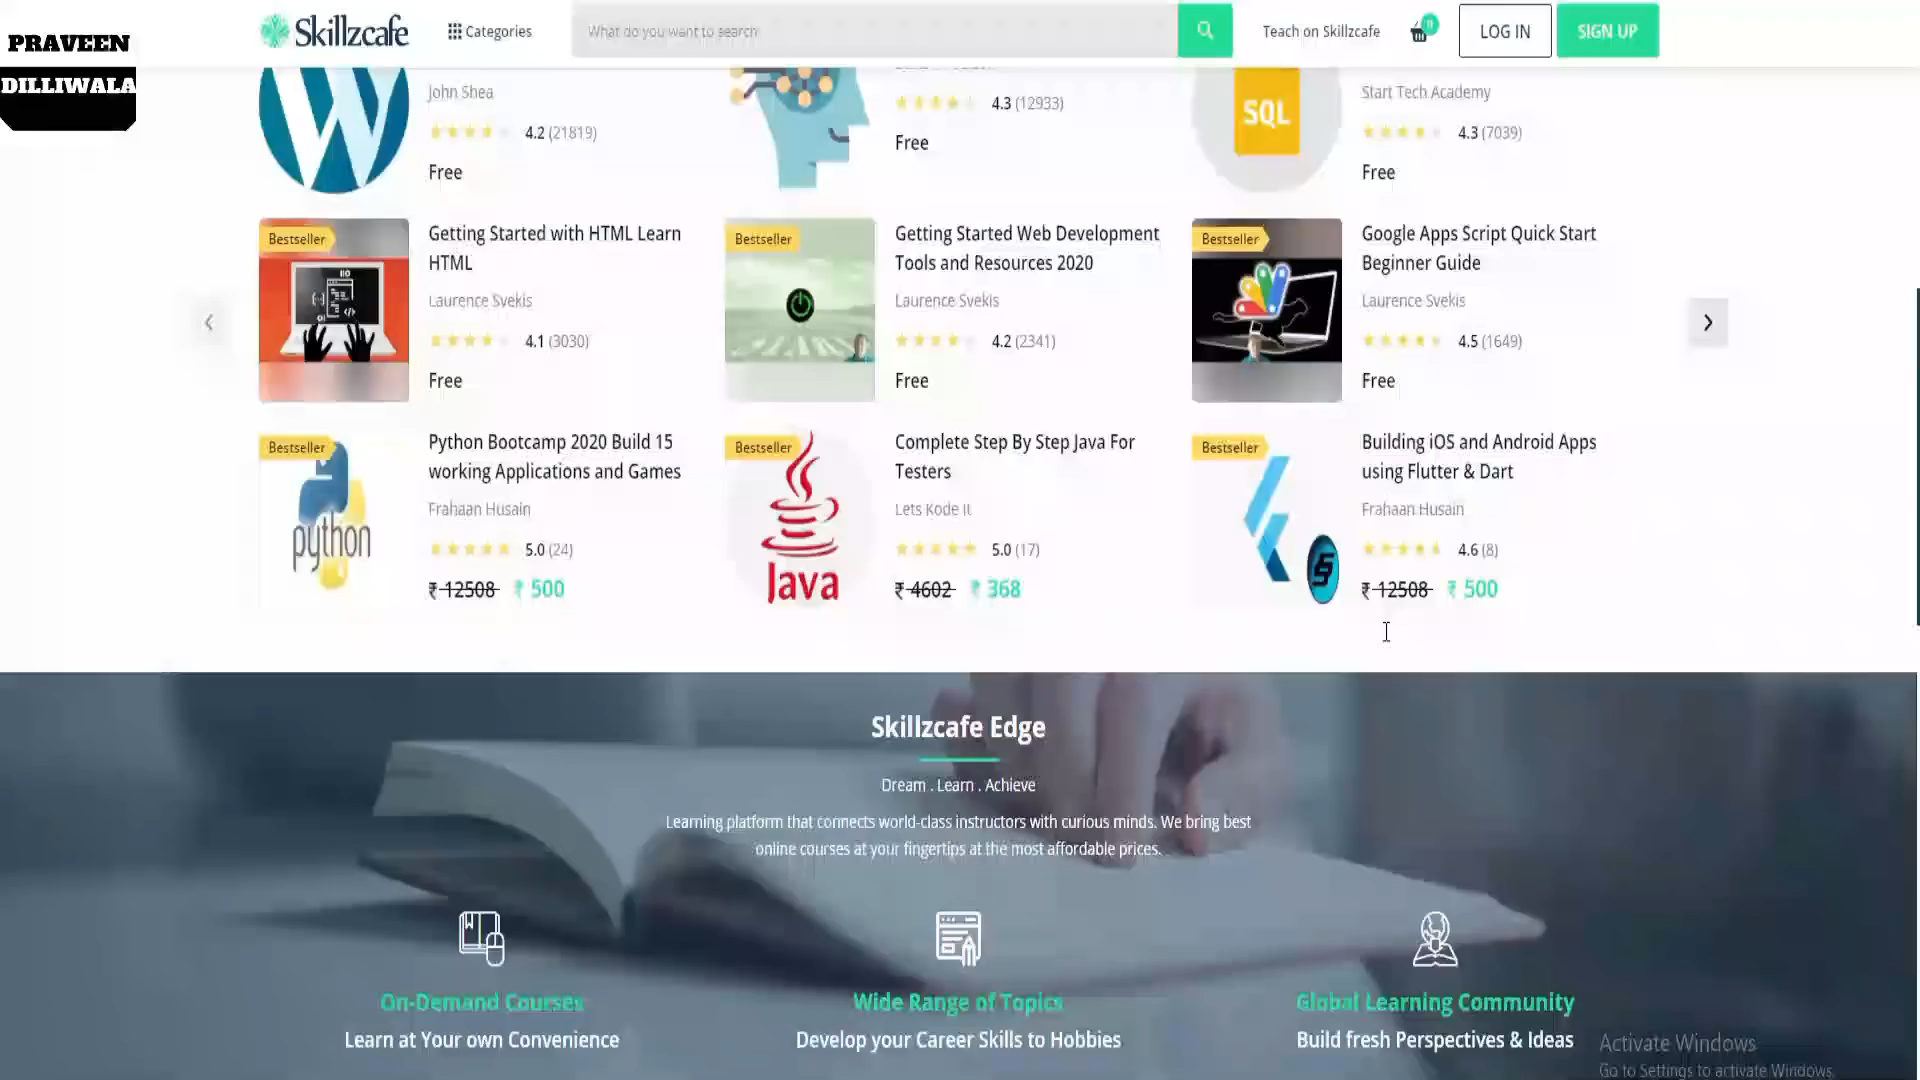 PRAVEEN
DILLIWALA
Skillzcafe
Categories
What do you want to search
Teach on Skillzcafe
LOG IN
SIGN UP
John Shea
4.2 (21819)
Free
4.3 (12933)
Free
SQL
Start Tech Academy
4.3 (7039)
Free
Bestseller
Getting Started with HTML Learn
HTML
Laurence Svekis
4.1 (3030)
Free
Bestseller
Getting Started Web Development
Tools and Resources 2020
Laurence Svekis
4.2 (2341)
Free
Bestseller
Google Apps Script Quick Start
Beginner Guide
Laurence Svekis
4.5 (1649)
Free
Bestseller
python
Python Bootcamp 2020 Build 15
working Applications and Games
Frahaan Husain
5.0 (24)
₹ 12508 ₹ 500
Bestseller
Java
Complete Step By Step Java For
Testers
Lets Kode It
5.0 (17)
₹ 4602 ₹ 368
Bestseller
Building iOS and Android Apps
using Flutter & Dart
Frahaan Husain
4.6 (8)
₹ 12508 ₹ 500
Skillzcafe Edge
Dream . Learn . Achieve
Learning platform that connects world-class instructors with curious minds. We bring best
online courses at your fingertips at the most affordable prices.
On-Demand Courses
Learn at Your own Convenience
Wide Range of Topics
Develop your Career Skills to Hobbies
Global Learning Community
Build fresh Perspectives & Ideas
Activate Windows
Go to Settings to activate Windows.